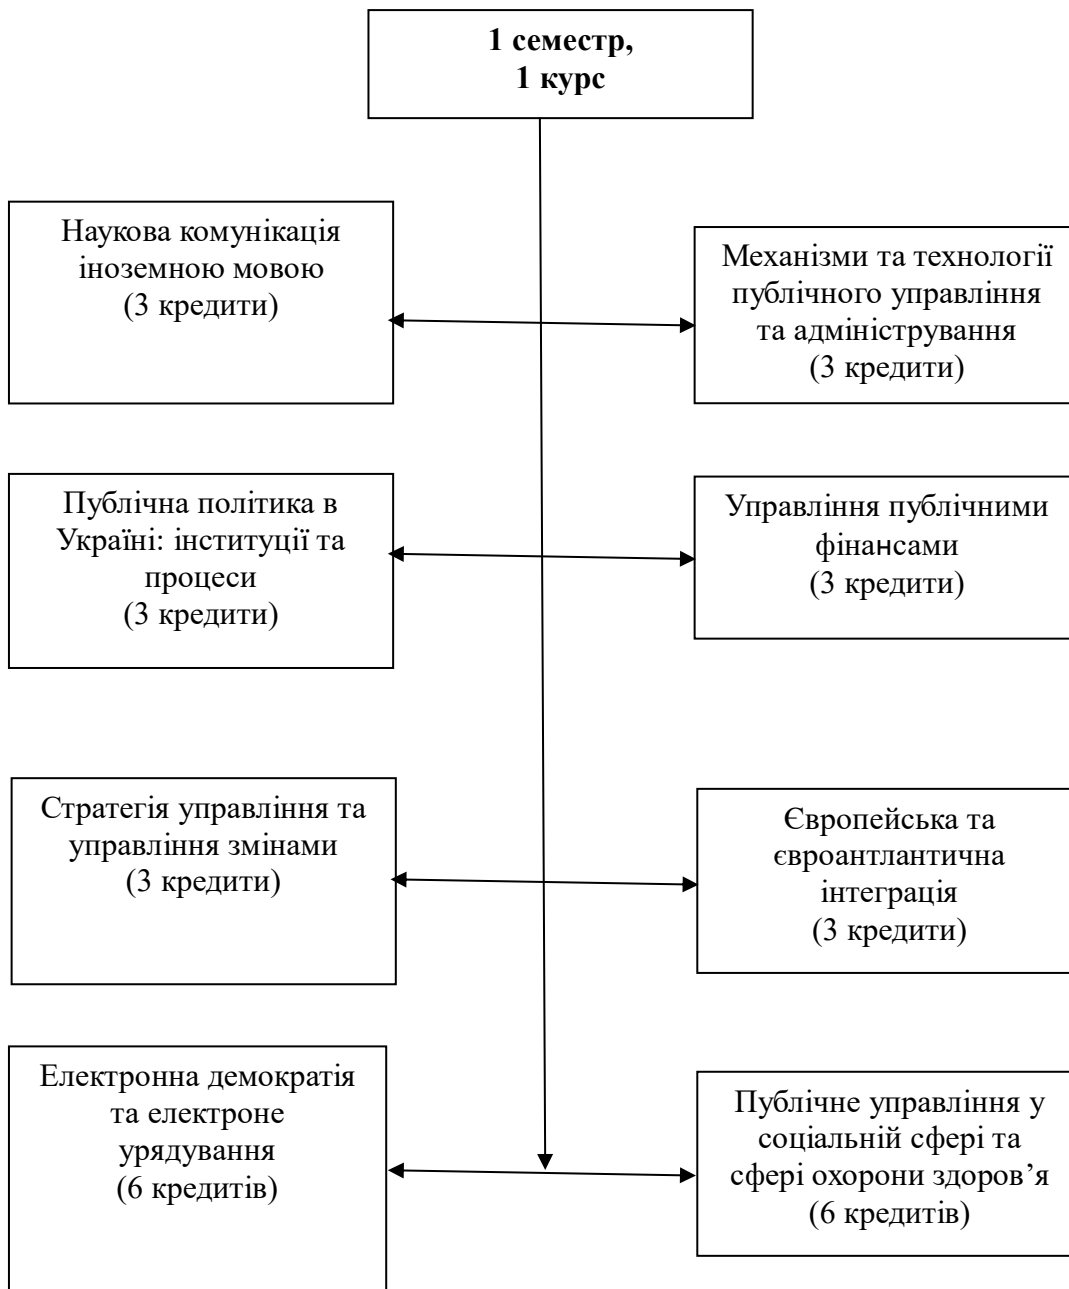 1 семестр,
1 курс
Наукова комунікація
іноземною мовою
(3 кредити)
Механізми та технології
публічного управління
та адміністрування
(3 кредити)
Публічна політика в
Україні: інституції та
процеси
(3 кредити)
Управління публічними
фінансами
(3 кредити)
Стратегія управління та
управління змінами
(3 кредити)
Європейська та
євроантлантична
інтеграція
(3 кредити)
Електронна демократія
та електроне
урядування
(6 кредитів)
Публічне управління у
соціальній сфері та
сфері охорони здоров’я
(6 кредитів)